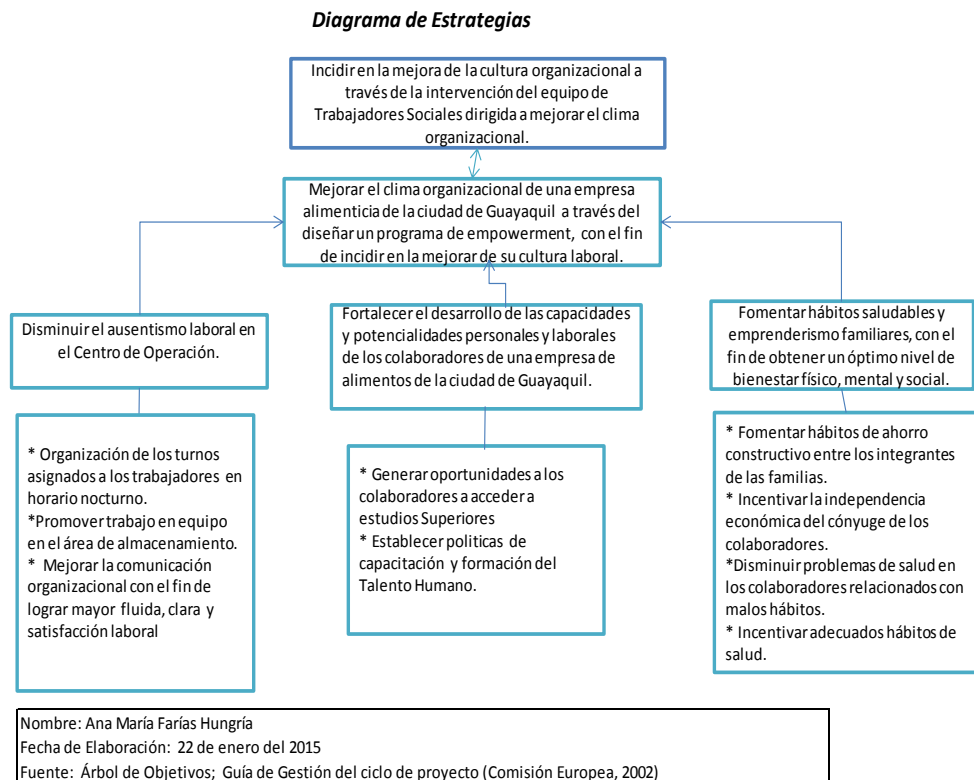 Diagrama de Estrategias
Incidir en la mejora de la cultura organizacional a
través de la intervención del equipo de
Trabajadores Sociales dirigida a mejorar el clima
organizacional.
Mejorar el clima organizacional de una empresa
alimenticia de la ciudad de Guayaquil a través del
diseñar un programa de empowerment, con el fin
de incidir en la mejorar de su cultura laboral.
Disminuir el ausentismo laboral en
el Centro de Operación.
Fortalecer el desarrollo de las capacidades
y potencialidades personales y laborales
de los colaboradores de una empresa de
alimentos de la ciudad de Guayaquil.
Fomentar hábitos saludables y
emprenderismo familiares, con el
fin de obtener un óptimo nivel de
bienestar físico, mental y social.
* Organización de los turnos
asignados a los trabajadores en
horario nocturno.
*Promover trabajo en equipo
en el área de almacenamiento.
* Mejorar la comunicación
organizacional con el fin de
lograr mayor fluida, clara y
satisfacción laboral
* Generar oportunidades a los
colaboradores a acceder a
estudios Superiores
* Establecer politicas de
capacitación y formación del
Talento Humano.
* Fomentar hábitos de ahorro
constructivo entre los integrantes
de las familias.
* Incentivar la independencia
económica del cónyuge de los
colaboradores.
*Disminuir problemas de salud en
los colaboradores relacionados con
malos hábitos.
* Incentivar adecuados hábitos de
salud.
Nombre: Ana María Farías Hungría
Fecha de Elaboración: 22 de enero del 2015
Fuente: Árbol de Objetivos; Guía de Gestión del ciclo de proyecto (Comisión Europea, 2002)